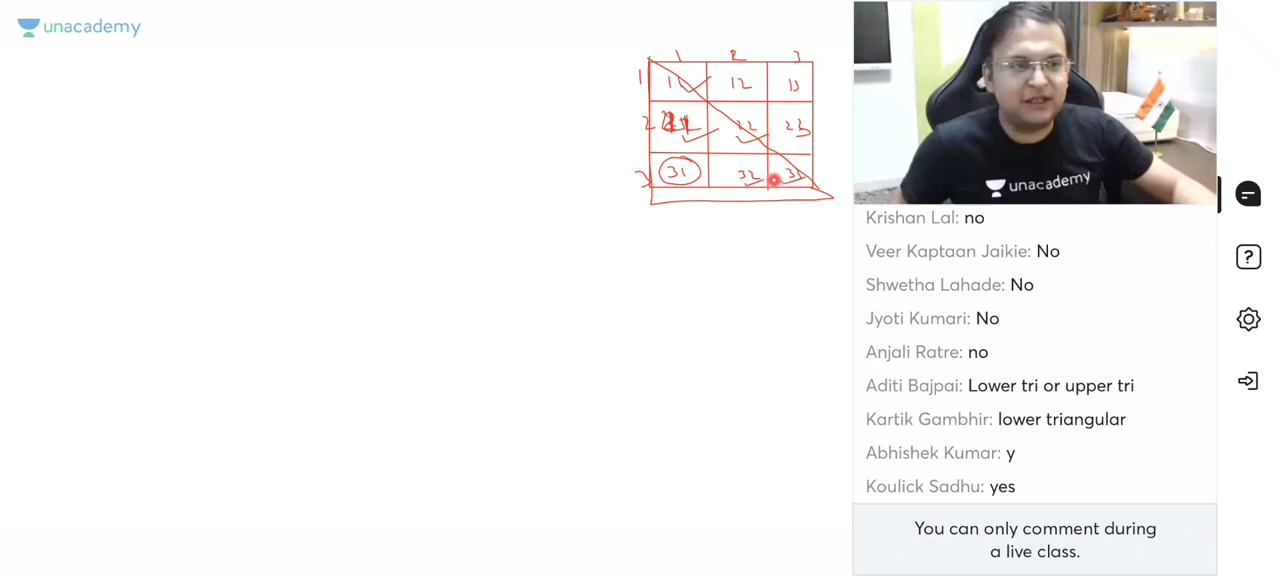 unacademy
1 2 3
1 11 12 13
2 21 22 23
3 31 32 33
unacademy
Krishan Lal: no
Veer Kaptaan Jaikie: No
Shwetha Lahade: No
Jyoti Kumari: No
Anjali Ratre: no
Aditi Bajpai: Lower tri or upper tri
Kartik Gambhir: lower triangular
Abhishek Kumar: y
Koulick Sadhu: yes
You can only comment during
a live class.
?